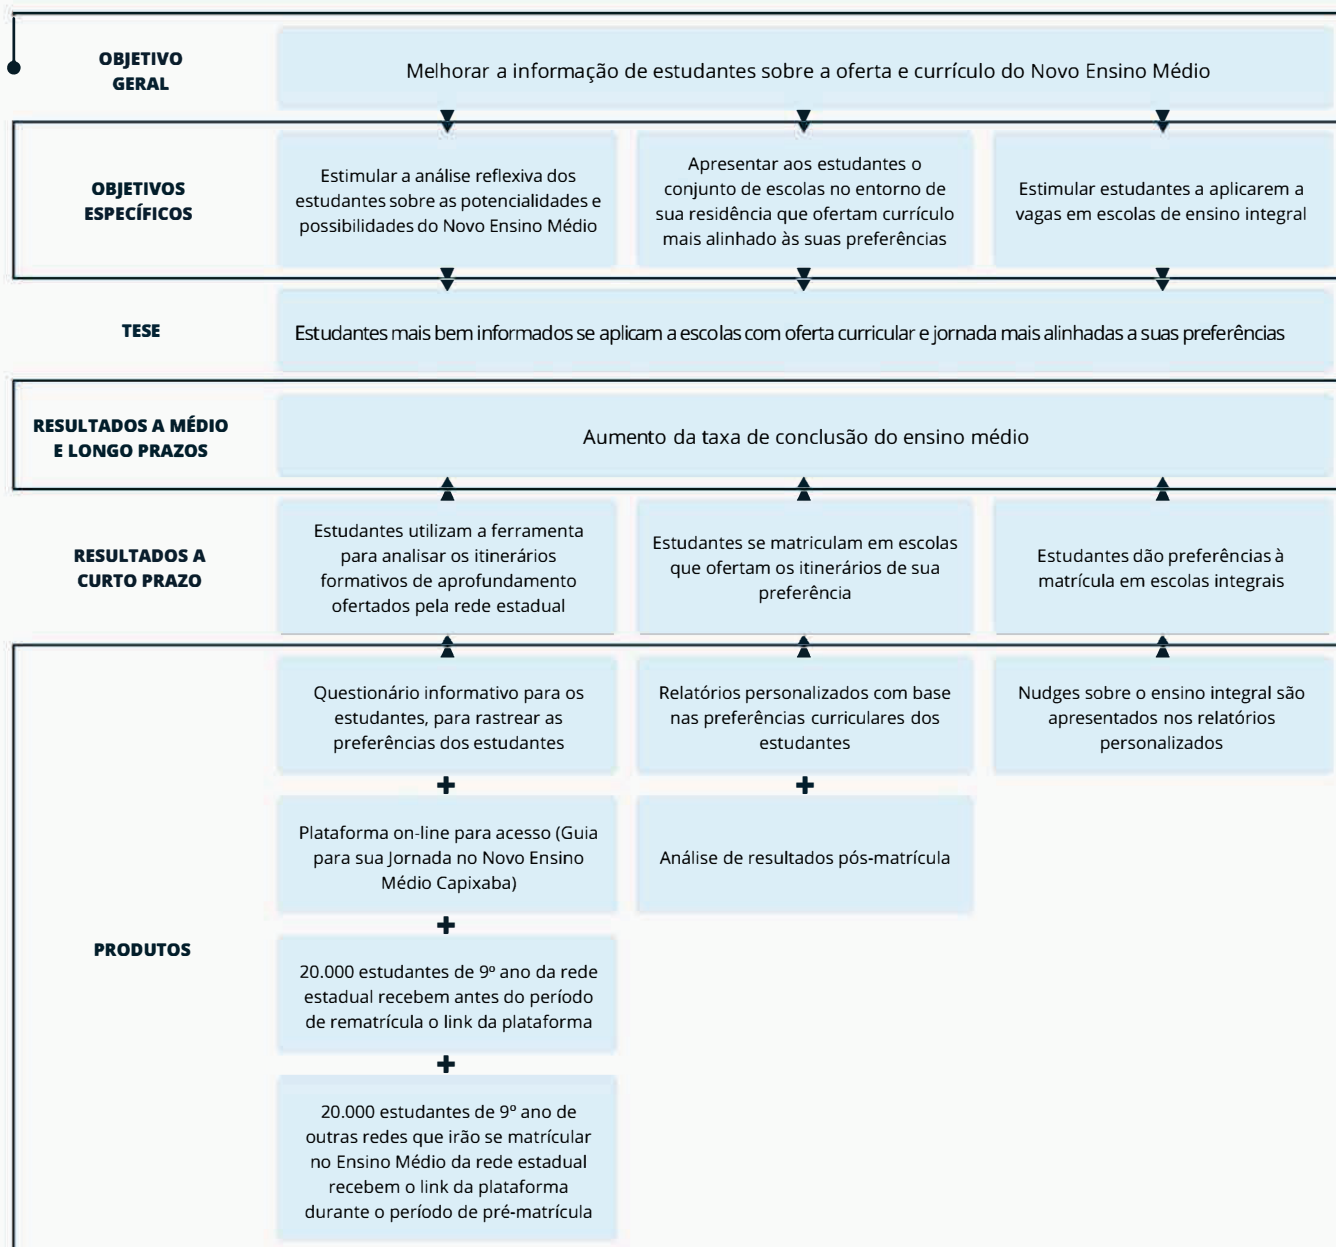 OBJETIVO
GERAL
Melhorar a informação de estudantes sobre a oferta e currículo do Novo Ensino Médio
OBJETIVOS
ESPECÍFICOS
Estimular a análise reflexiva dos
estudantes sobre as potencialidades e
possibilidades do Novo Ensino Médio
Apresentar aos estudantes o
conjunto de escolas no entorno de
sua residência que ofertam currículo
mais alinhado às suas preferências
Estimular estudantes a aplicarem a
vagas em escolas de ensino integral
TESE
Estudantes mais bem informados se aplicam a escolas com oferta curricular e jornada mais alinhadas a suas preferências
RESULTADOS A MÉDIO
E LONGO PRAZOS
Aumento da taxa de conclusão do ensino médio
RESULTADOS A
CURTO PRAZO
Estudantes utilizam a ferramenta
para analisar os itinerários
formativos de aprofundamento
ofertados pela rede estadual
Estudantes se matriculam em escolas
que ofertam os itinerários de sua
preferência
Estudantes dão preferências à
matrícula em escolas integrais
PRODUTOS
Questionário informativo para os
estudantes, para rastrear as
preferências dos estudantes
+
Plataforma on-line para acesso (Guia
para sua Jornada no Novo Ensino
Médio Capixaba)
+
20.000 estudantes de 9º ano da rede
estadual recebem antes do período
de rematrícula o link da plataforma
+
20.000 estudantes de 9º ano de
outras redes que irão se matrícular
no Ensino Médio da rede estadual
recebem o link da plataforma
durante o período de pré-matrícula
Relatórios personalizados com base
nas preferências curriculares dos
estudantes
+
Análise de resultados pós-matrícula
Nudges sobre o ensino integral são
apresentados nos relatórios
personalizados